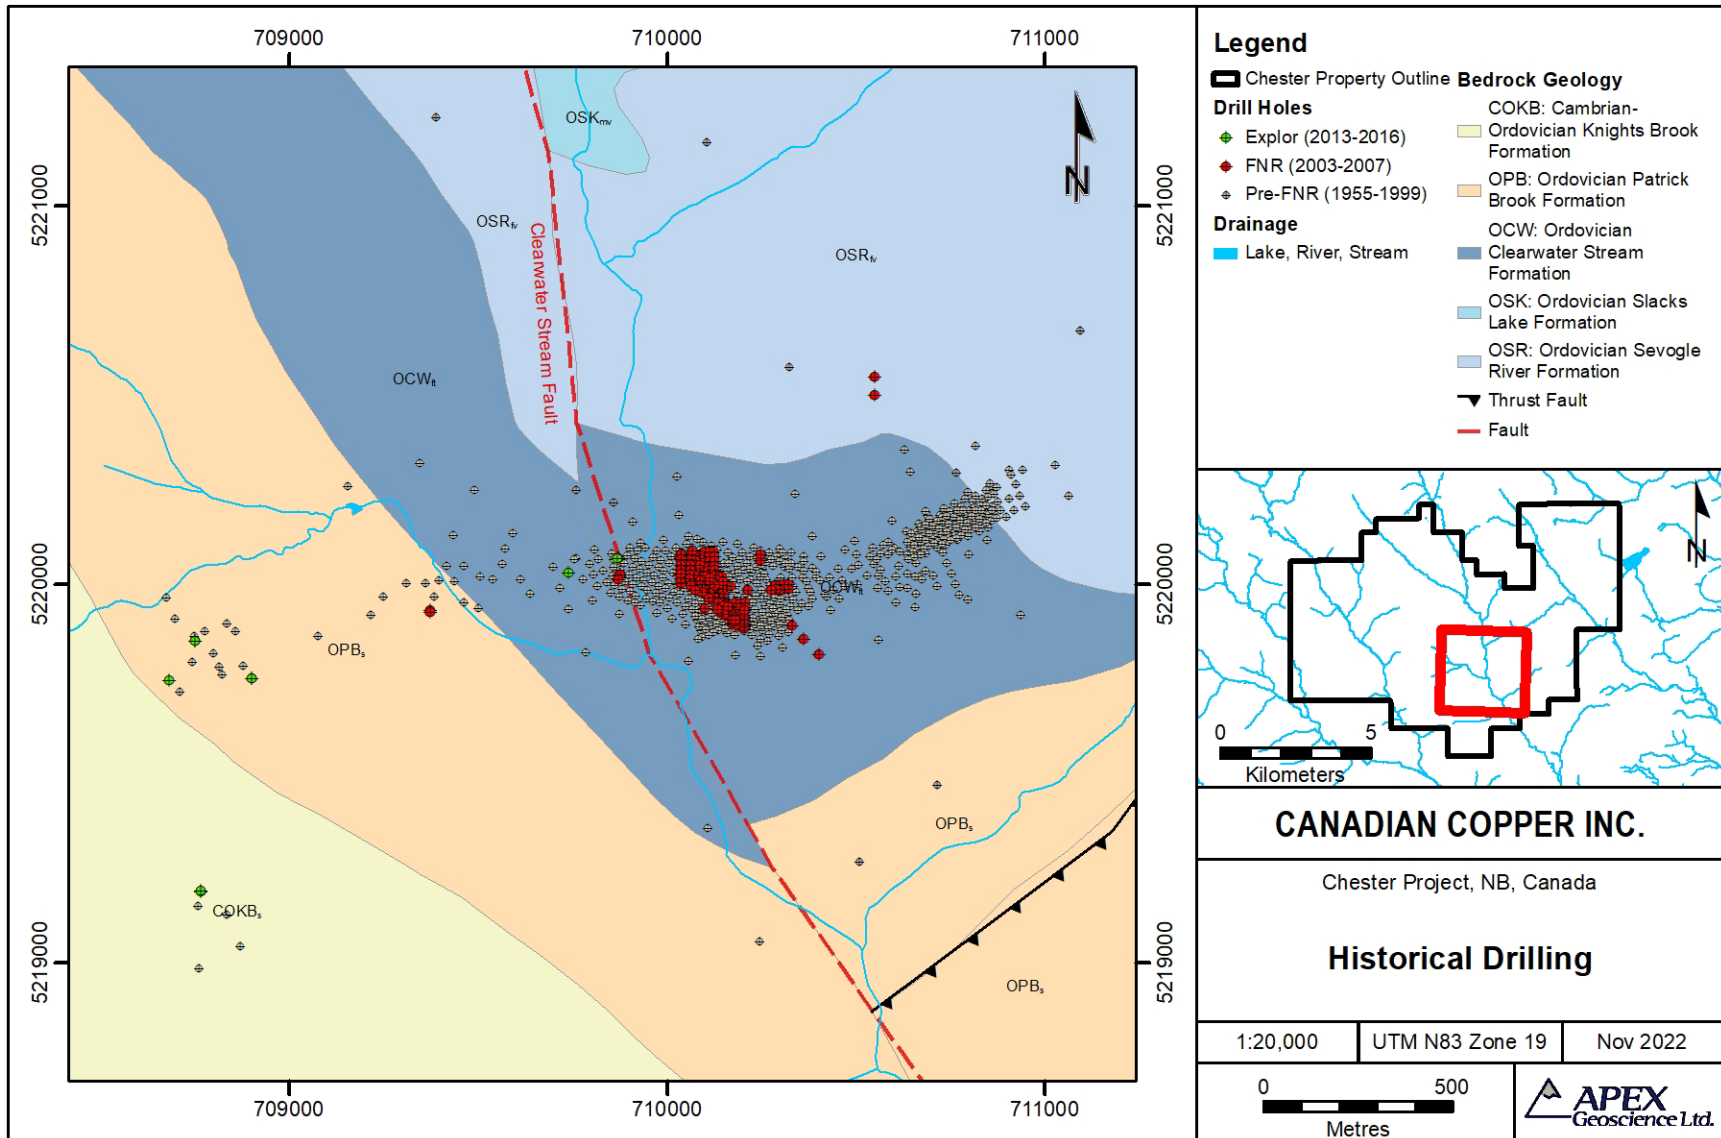 709000
710000
711000
5221000
5220000
5219000
5221000
5220000
5219000
709000
710000
711000
OSKmv
OSRfv
OSRfv
Clearwater Stream Fault
OCWft
OCWft
OPBs
OPBs
OPBs
COKBs
N
Legend
Chester Property Outline
Drill Holes
Explor (2013-2016)
FNR (2003-2007)
Pre-FNR (1955-1999)
Drainage
Lake, River, Stream
Bedrock Geology
COKB: Cambrian-
Ordovician Knights Brook
Formation
OPB: Ordovician Patrick
Brook Formation
OCW: Ordovician
Clearwater Stream
Formation
OSK: Ordovician Slacks
Lake Formation
OSR: Ordovician Sevogle
River Formation
Thrust Fault
Fault
N
0 5
Kilometers
CANADIAN COPPER INC.
Chester Project, NB, Canada
Historical Drilling
1:20,000 UTM N83 Zone 19 Nov 2022
0 500
Metres
APEX
Geoscience Ltd.